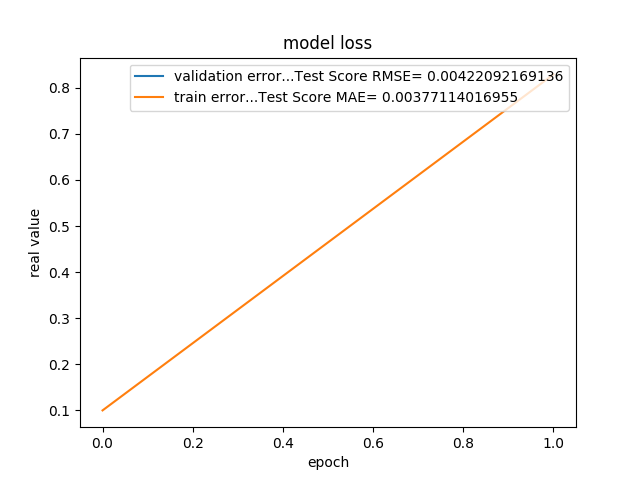 model loss
validation error...Test Score RMSE= 0.00422092169136
train error...Test Score MAE= 0.00377114016955
0.8
0.7
0.6
0.5
0.4
0.3
0.2
0.1
real value
0.0 0.2 0.4 0.6 0.8 1.0
epoch